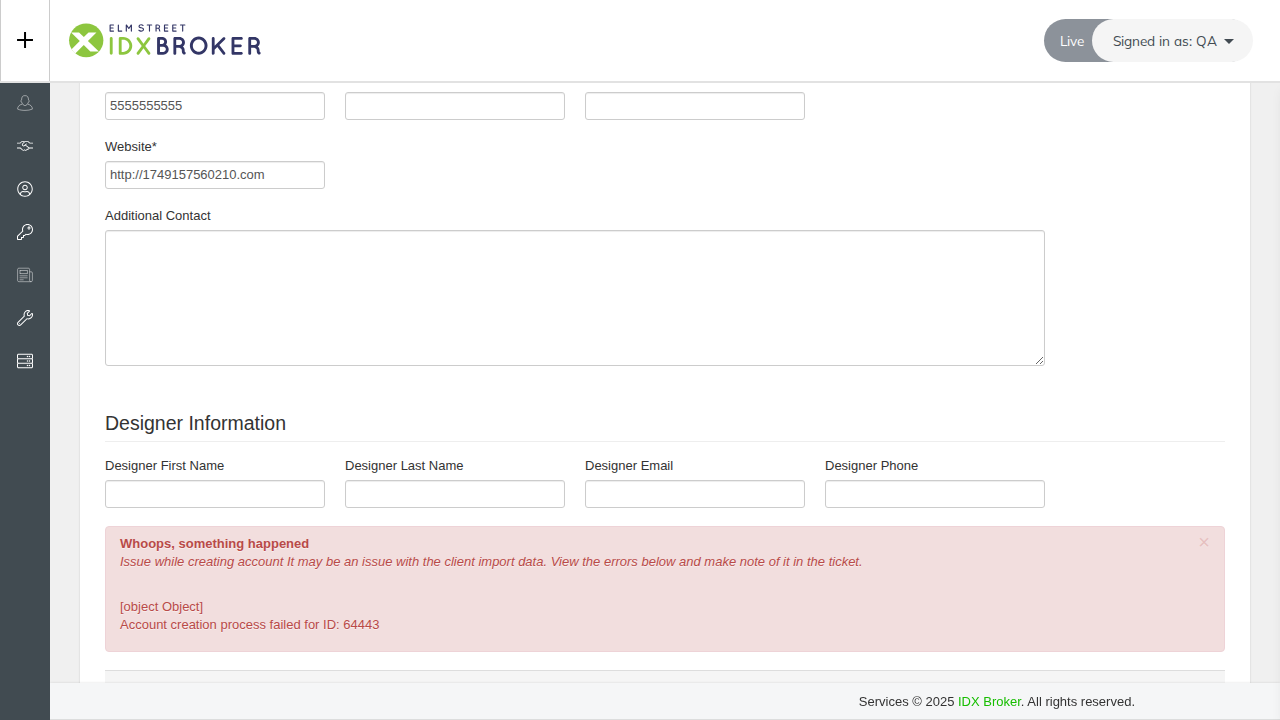 ELM STREET
IDXBROKER
Live
Signed in as: QA
5555555555
Website*
http://1749157560210.com
Additional Contact
Designer Information
Designer First Name
Designer Last Name
Designer Email
Designer Phone
Whoops, something happened
×
Issue while creating account It may be an issue with the client import data. View the errors below and make note of it in the ticket.
[object Object]
Account creation process failed for ID: 64443
Services © 2025 IDX Broker. All rights reserved.